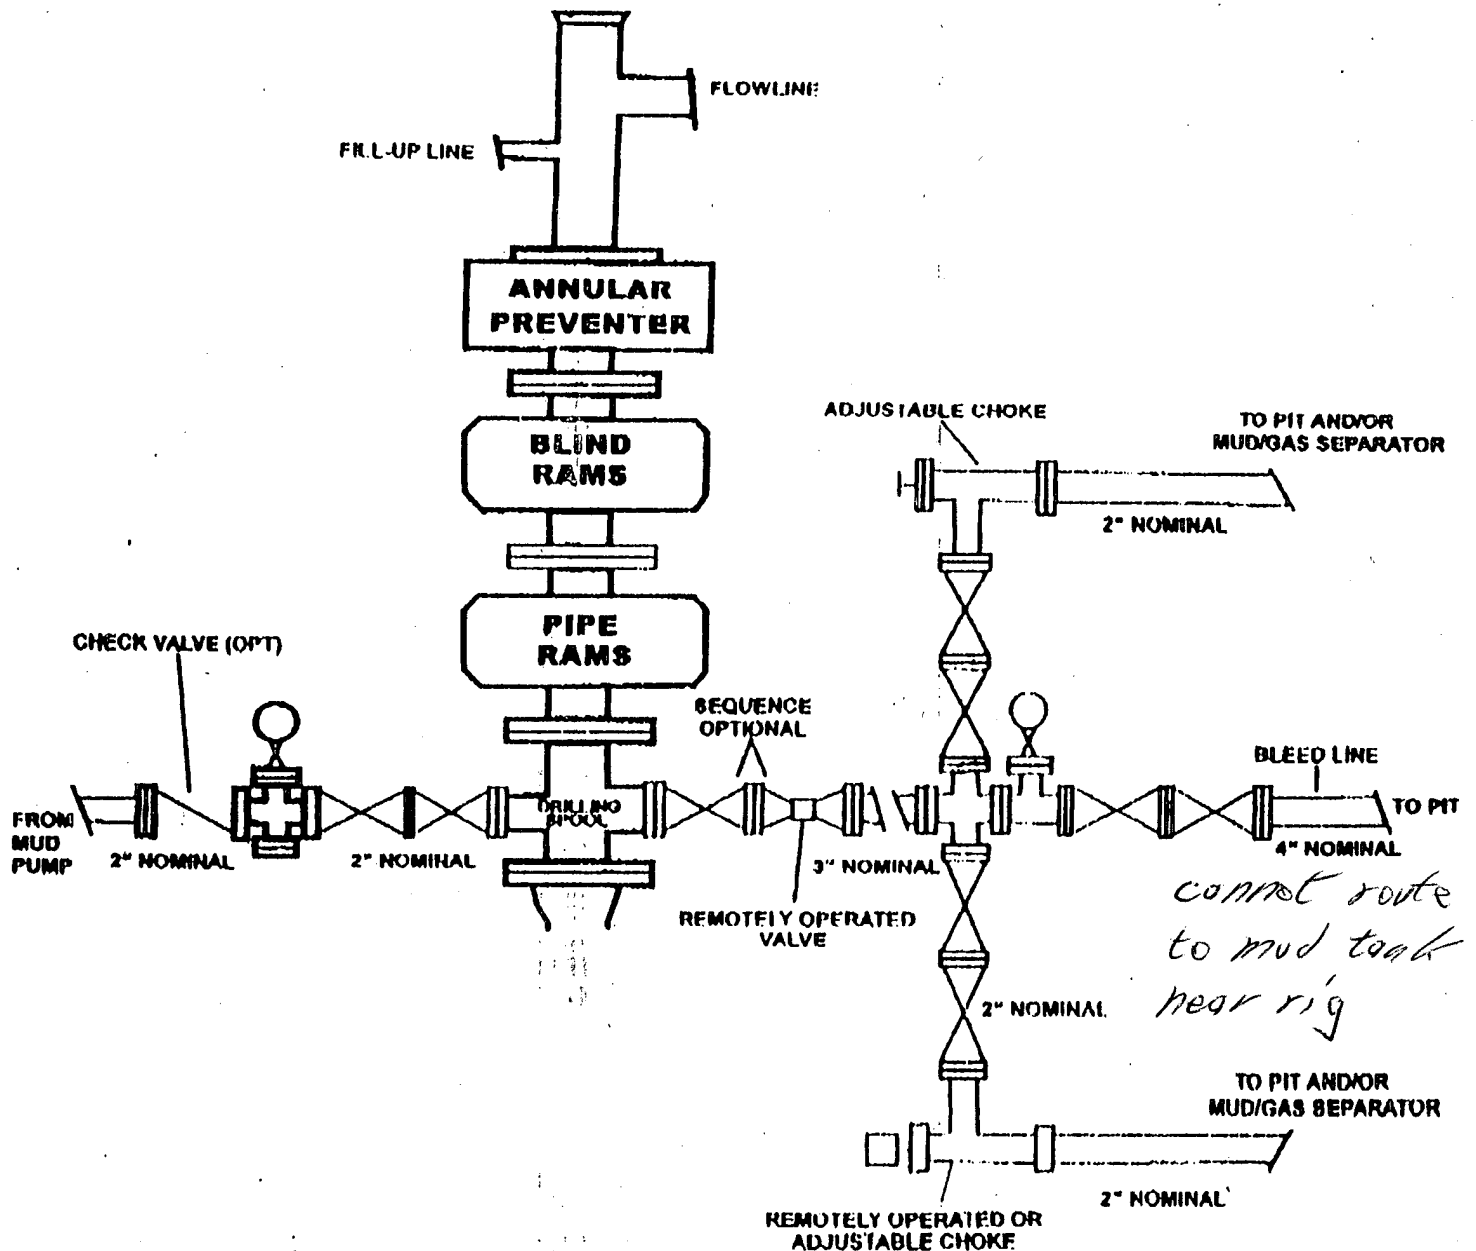 FLOWLINE
FILL-UP LINE
ANNULAR
PREVENTER
ADJUSTABLE CHOKE
TO PIT AND/OR
MUD/GAS SEPARATOR
BLIND
RAMS
2" NOMINAL
PIPE
RAMS
CHECK VALVE (OPT)
SEQUENCE
OPTIONAL
BLEED LINE
DRILLING
SPOOL
TO PIT
FROM
MUD
PUMP
2" NOMINAL
2" NOMINAL
3" NOMINAL
4" NOMINAL
REMOTELY OPERATED
VALVE
cannot route
to mud tank
near rig
2" NOMINAL
TO PIT AND/OR
MUD/GAS SEPARATOR
2" NOMINAL
REMOTELY OPERATED OR
ADJUSTABLE CHOKE